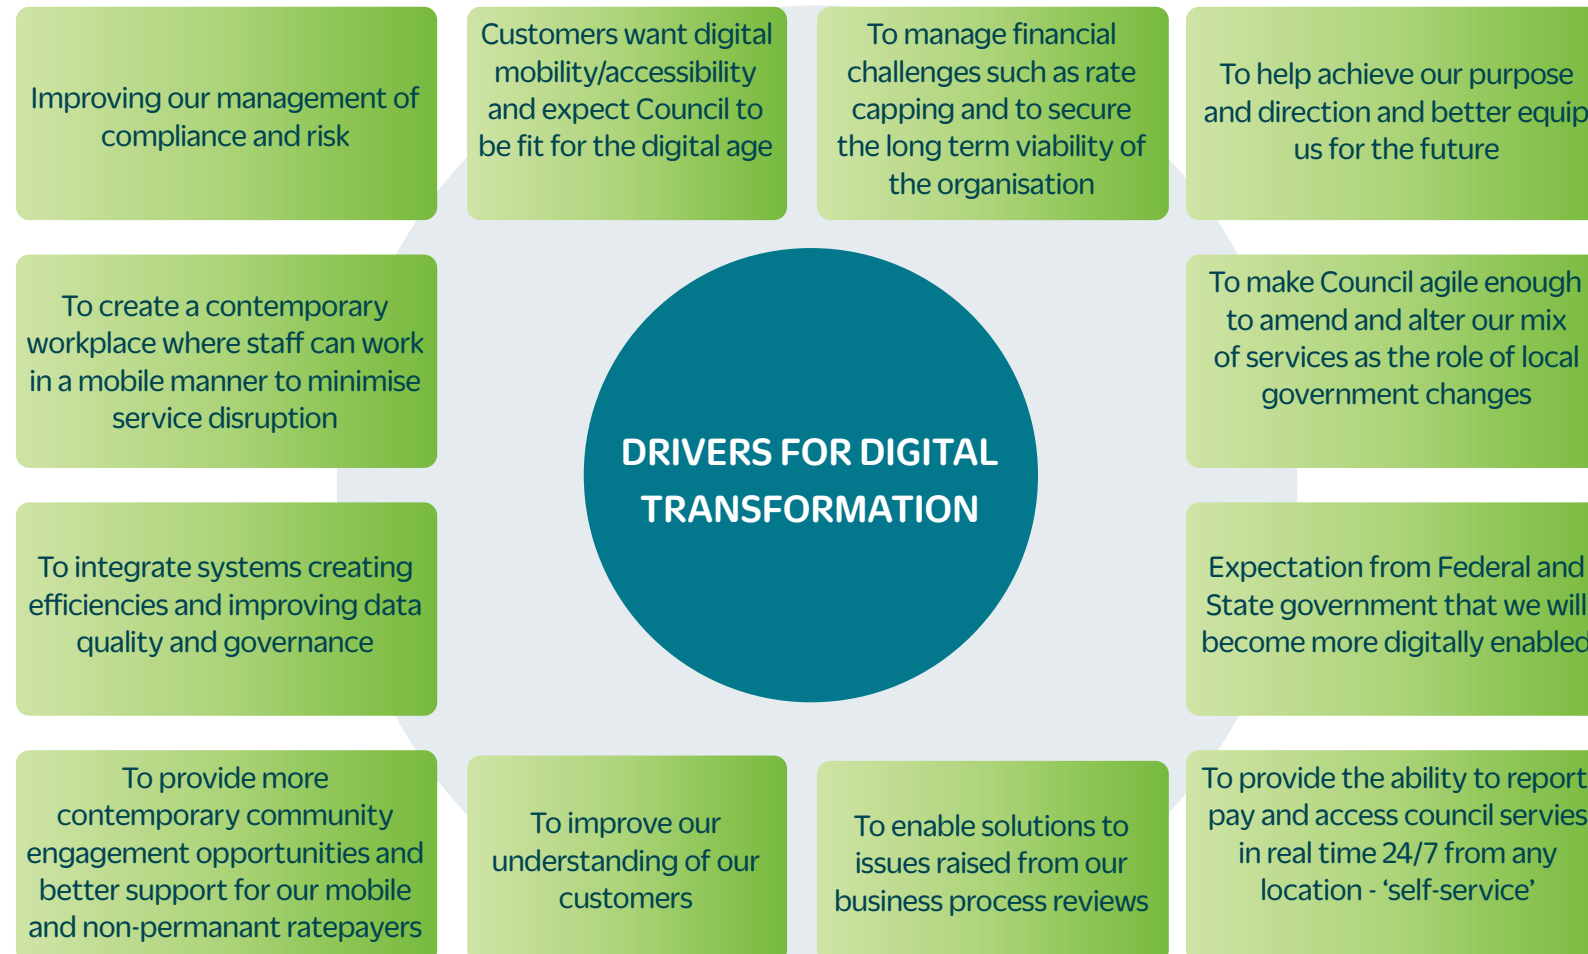 Improving our management of
compliance and risk
Customers want digital
mobility/accessibility
and expect Council to
be fit for the digital age
To manage financial
challenges such as rate
capping and to secure
the long term viability of
the organisation
To help achieve our purpose
and direction and better equip
us for the future
To create a contemporary
workplace where staff can work
in a mobile manner to minimise
service disruption
To make Council agile enough
to amend and alter our mix
of services as the role of local
government changes
DRIVERS FOR DIGITAL
TRANSFORMATION
To integrate systems creating
efficiencies and improving data
quality and governance
Expectation from Federal and
State government that we will
become more digitally enabled
To provide more
contemporary community
engagement opportunities and
better support for our mobile
and non-permanant ratepayers
To improve our
understanding of our
customers
To enable solutions to
issues raised from our
business process reviews
To provide the ability to report
pay and access council servies
in real time 24/7 from any
location - ‘self-service’